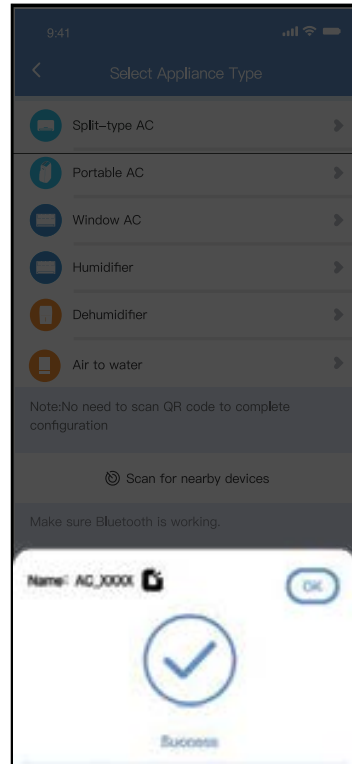 9:41
Select Appliance Type
Split-type AC
Portable AC
Window AC
Humidifier
Dehumidifier
Air to water
Note:No need to scan QR code to complete
configuration
Scan for nearby devices
Make sure Bluetooth is working.
Name: AC_XXXX
OK
Success